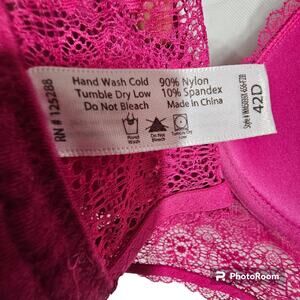 RN # 125288
Hand Wash Cold
Tumble Dry Low
Do Not Bleach
90% Nylon
10% Spandex
Made in China
Hand
Wash
Do Not
Bleach
Tumble
Dry Low
42D
PhotoRoom